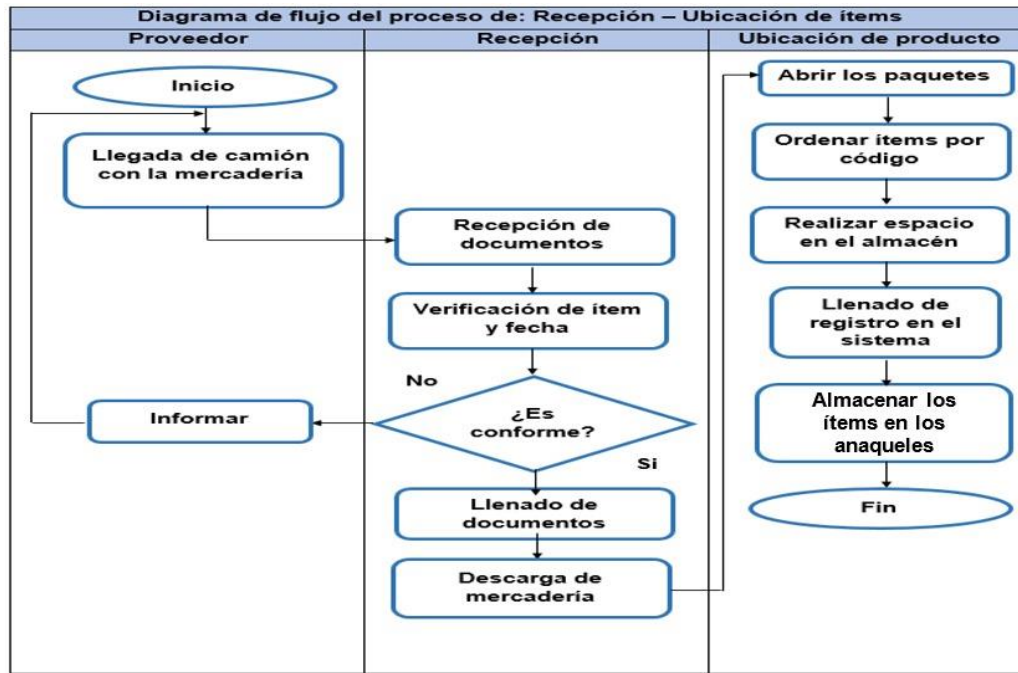 Diagrama de flujo del proceso de: Recepción – Ubicación de ítems
Proveedor
Recepción
Ubicación de producto
Inicio
Llegada de camión
con la mercadería
Informar
Recepción de
documentos
Verificación de ítem
y fecha
No
¿Es
conforme?
Si
Llenado de
documentos
Descarga de
mercadería
Abrir los paquetes
Ordenar ítems por
código
Realizar espacio
en el almacén
Llenado de
registro en el
sistema
Almacenar los
ítems en los
anaqueles
Fin